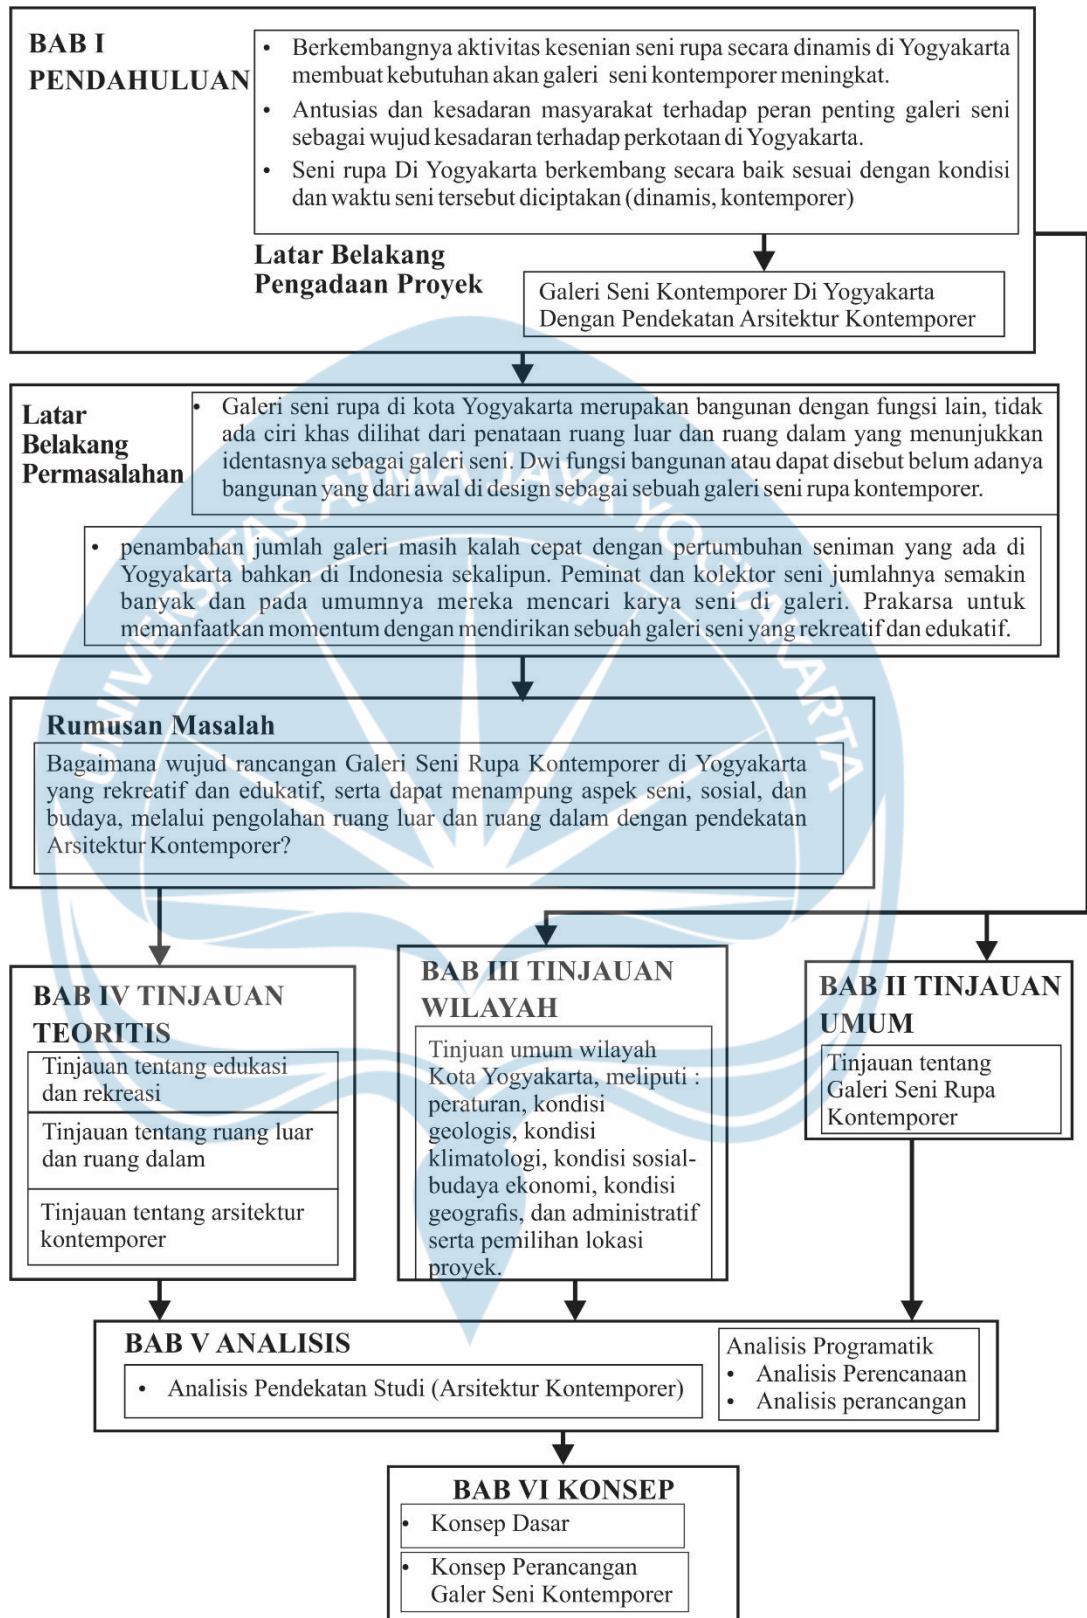 BAB I
PENDAHULUAN
• Berkembangnya aktivitas kesenian seni rupa secara dinamis di Yogyakarta
membuat kebutuhan akan galeri seni kontemporer meningkat.
• Antusias dan kesadaran masyarakat terhadap peran penting galeri seni
sebagai wujud kesadaran terhadap perkotaan di Yogyakarta.
• Seni rupa Di Yogyakarta berkembang secara baik sesuai dengan kondisi
dan waktu seni tersebut diciptakan (dinamis, kontemporer)
Latar Belakang
Pengadaan Proyek
Galeri Seni Kontemporer Di Yogyakarta
Dengan Pendekatan Arsitektur Kontemporer
Latar
Belakang
Permasalahan
• Galeri seni rupa di kota Yogyakarta merupakan bangunan dengan fungsi lain, tidak
ada ciri khas dilihat dari penataan ruang luar dan ruang dalam yang menunjukkan
identasnya sebagai galeri seni. Dwi fungsi bangunan atau dapat disebut belum adanya
bangunan yang dari awal di design sebagai sebuah galeri seni rupa kontemporer.
• penambahan jumlah galeri masih kalah cepat dengan pertumbuhan seniman yang ada di
Yogyakarta bahkan di Indonesia sekalipun. Peminat dan kolektor seni jumlahnya semakin
banyak dan pada umumnya mereka mencari karya seni di galeri. Prakarsa untuk
memanfaatkan momentum dengan mendirikan sebuah galeri seni yang rekreatif dan edukatif.
UNIVERSITAS ATMA JAYA YOGYAKARTA
Rumusan Masalah
Bagaimana wujud rancangan Galeri Seni Rupa Kontemporer di Yogyakarta
yang rekreatif dan edukatif, serta dapat menampung aspek seni, sosial, dan
budaya, melalui pengolahan ruang luar dan ruang dalam dengan pendekatan
Arsitektur Kontemporer?
BAB IV TINJAUAN
TEORITIS
Tinjauan tentang edukasi
dan rekreasi
Tinjauan tentang ruang luar
dan ruang dalam
Tinjauan tentang arsitektur
kontemporer
BAB III TINJAUAN
WILAYAH
Tinjuan umum wilayah
Kota Yogyakarta, meliputi :
peraturan, kondisi
geologis, kondisi
klimatologi, kondisi sosial-
budaya ekonomi, kondisi
geografis, dan administratif
serta pemilihan lokasi
proyek.
BAB II TINJAUAN
UMUM
Tinjauan tentang
Galeri Seni Rupa
Kontemporer
BAB V ANALISIS
• Analisis Pendekatan Studi (Arsitektur Kontemporer)
Analisis Programatik
• Analisis Perencanaan
• Analisis perancangan
BAB VI KONSEP
• Konsep Dasar
• Konsep Perancangan
Galer Seni Kontemporer